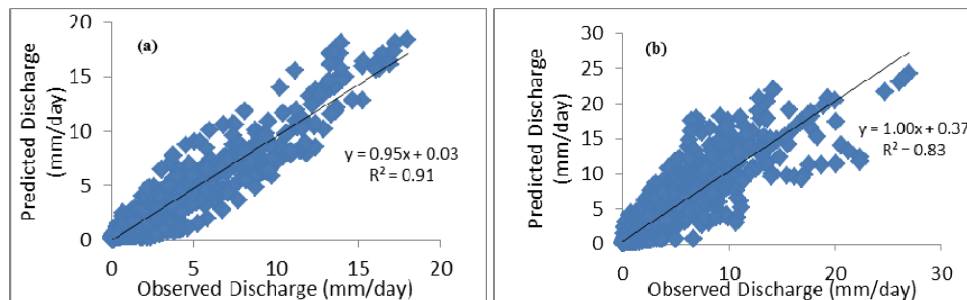 (a)
Predicted Discharge
(mm/day)
20
15
10
5
0
y = 0.95x + 0.03
R² = 0.91
0 5 10 15 20
Observed Discharge (mm/day)
(b)
Predicted Discharge
(mm/day)
30
25
20
15
10
5
0
y = 1.00x + 0.37
R² – 0.83
0 10 20 30
Observed Discharge (mm/day)